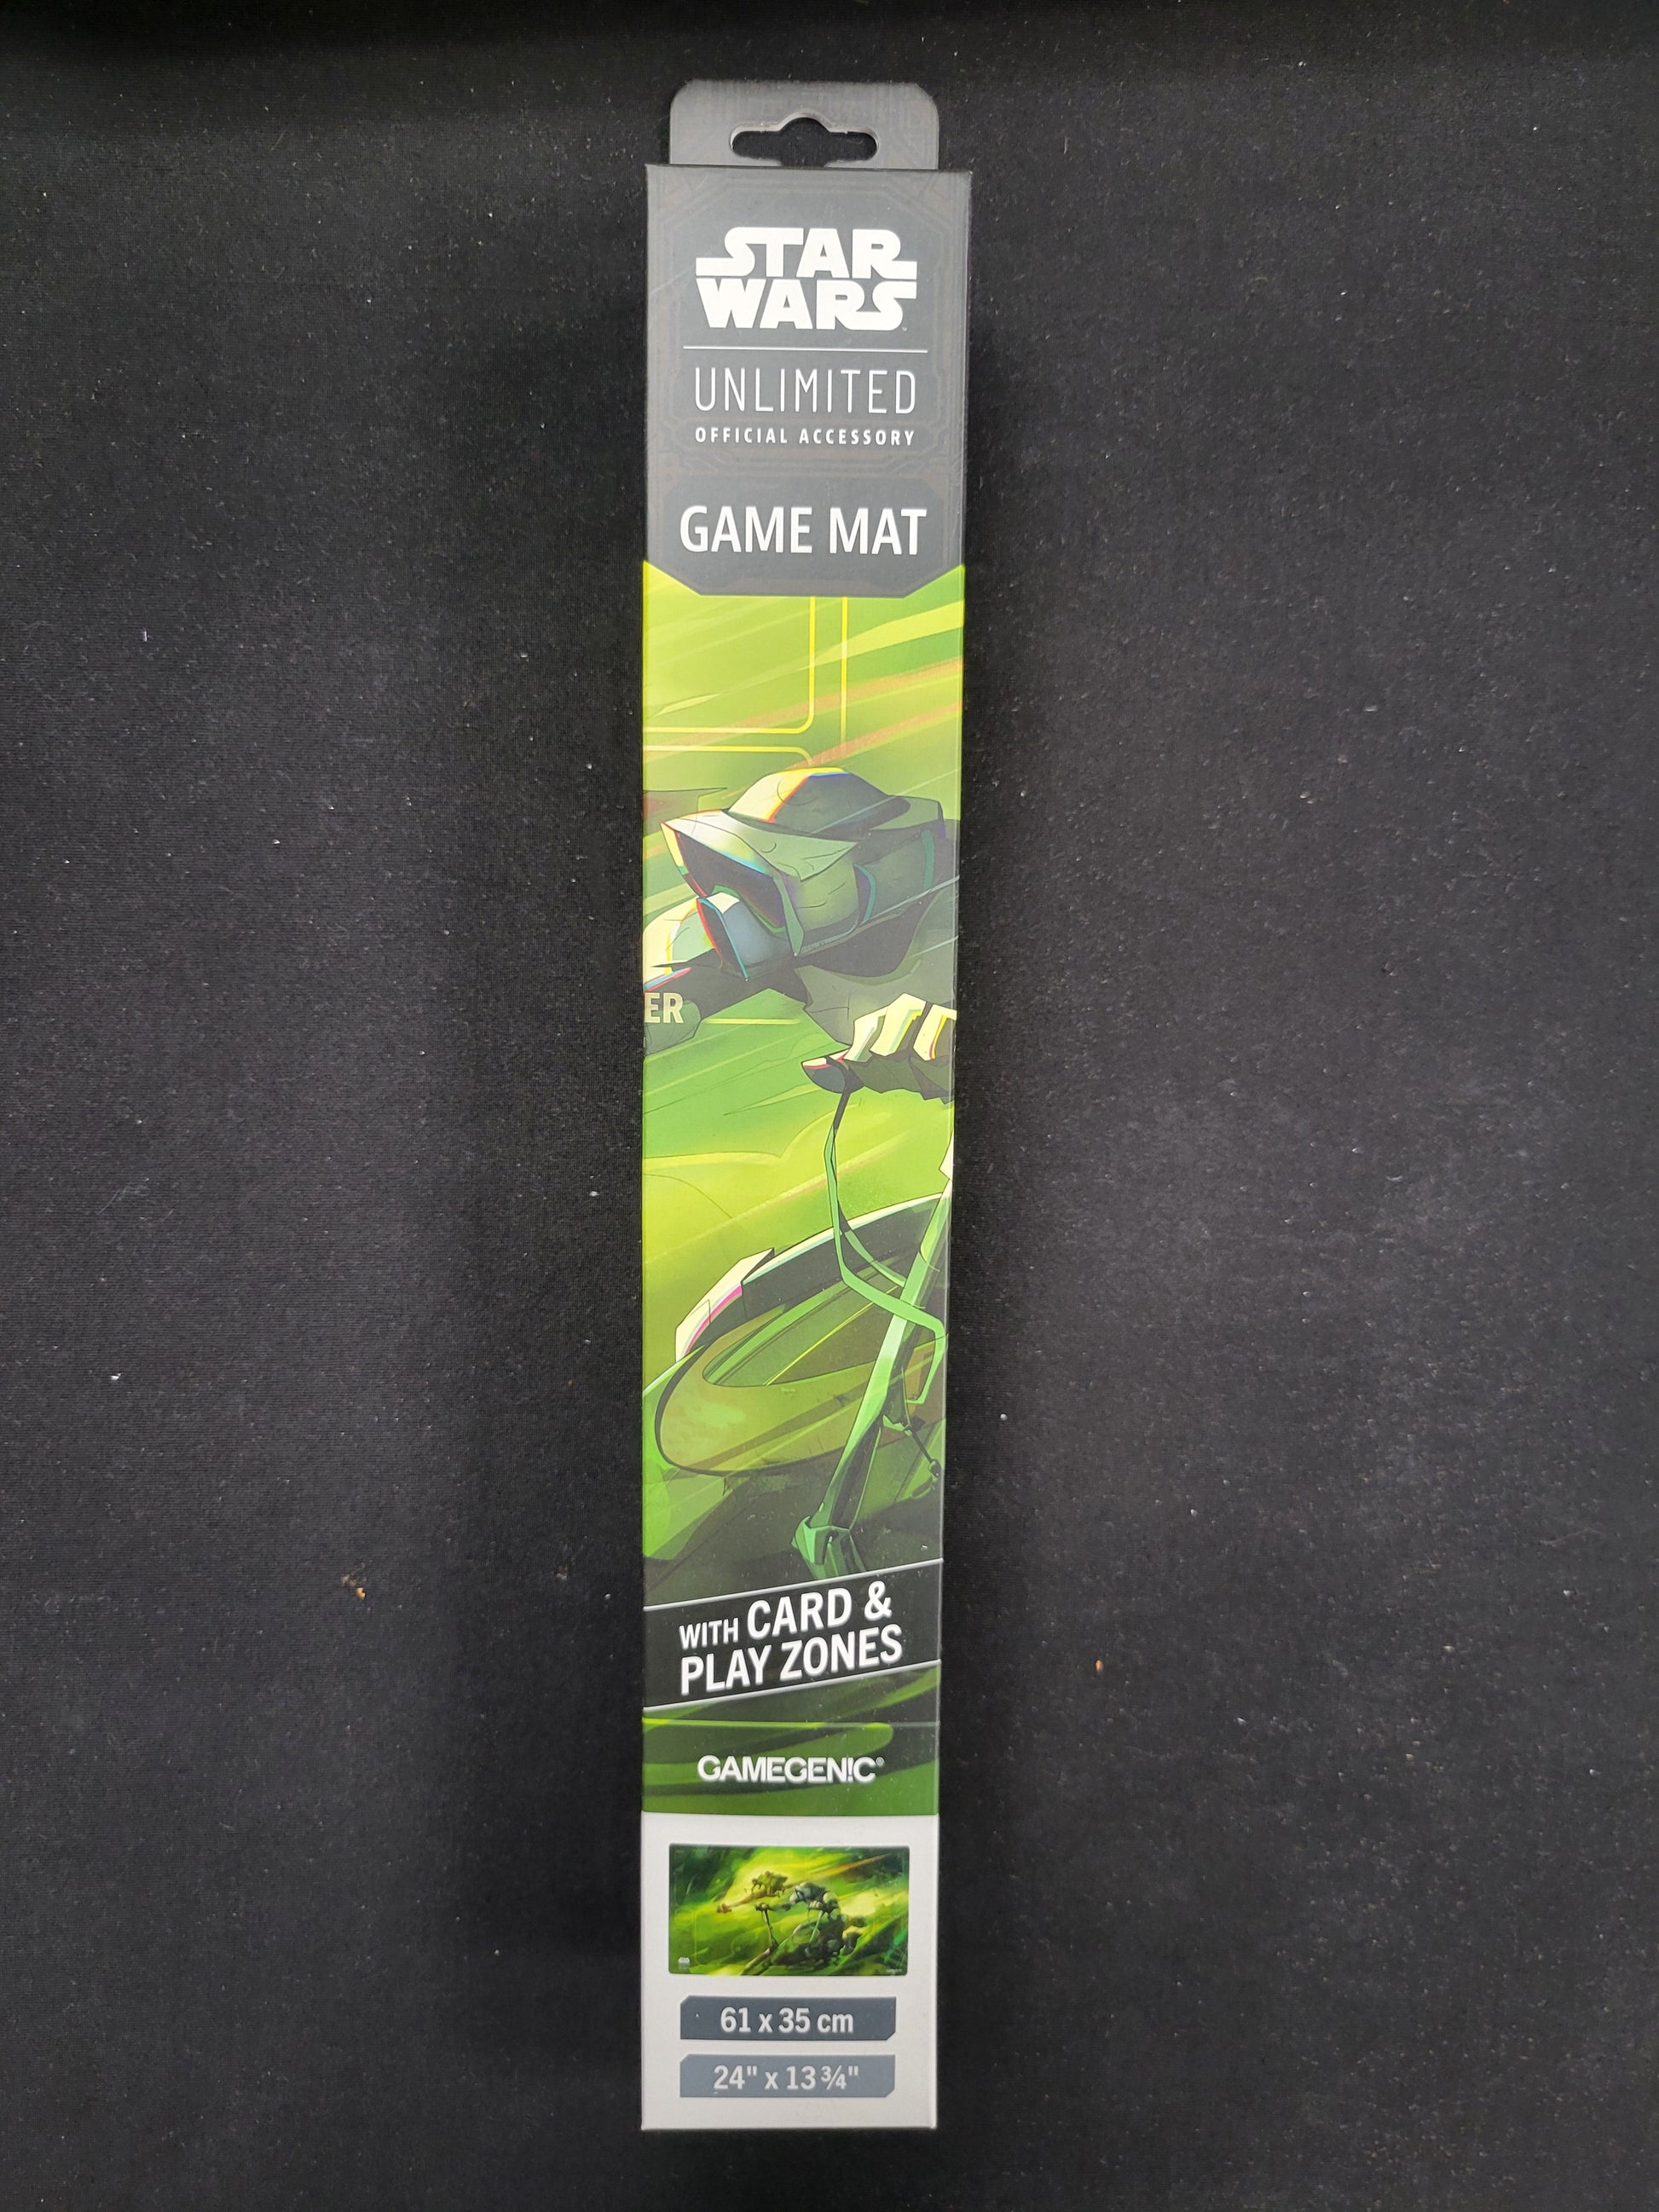 STAR
WARS
UNLIMITED
OFFICIAL ACCESSORY
GAME MAT
ER
WITH CARD &
PLAY ZONES
GAMEGEN!C®
61 x 35 cm
24" x 13 ¾"